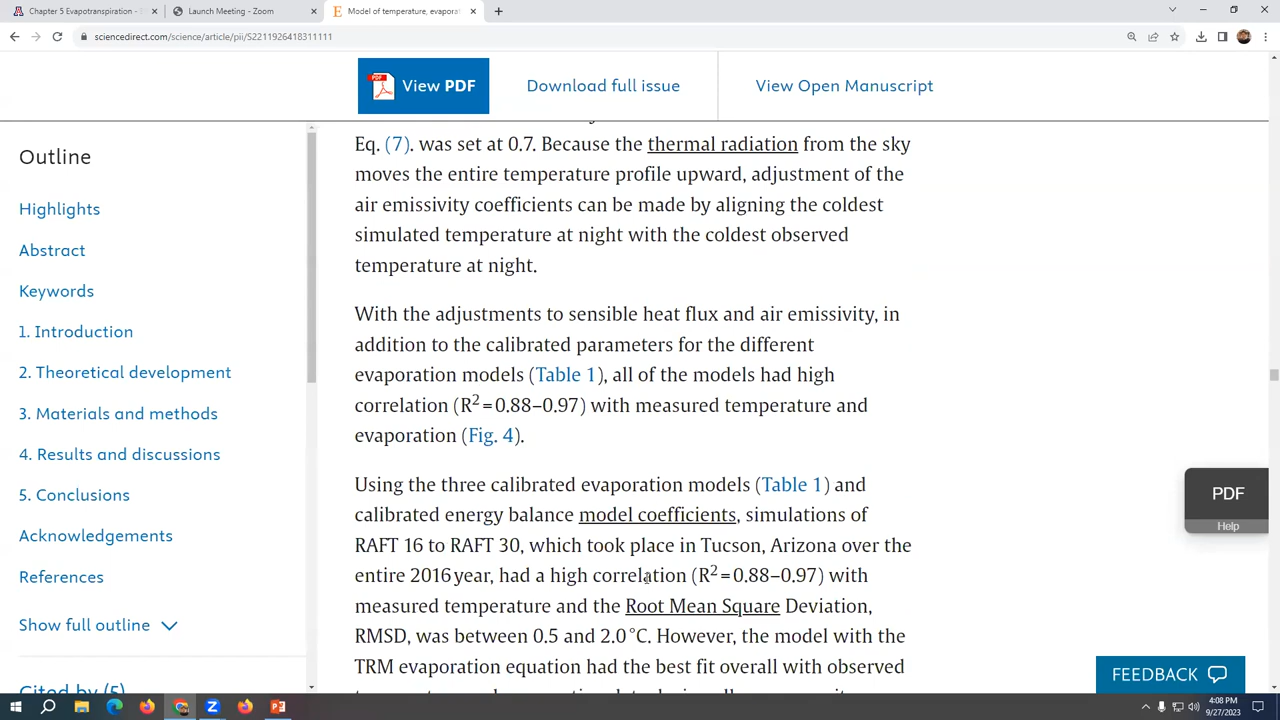 Chapter 5 Evapotranspiration -
Launch Meeting - Zoom
Model of temperature, evapora
sciencedirect.com/science/article/pii/S2211926418311111
View PDF
Download full issue
View Open Manuscript
Outline
Highlights
Abstract
Keywords
1. Introduction
2. Theoretical development
3. Materials and methods
4. Results and discussions
5. Conclusions
Acknowledgements
References
Show full outline
Cited by (5)
Eq. (7). was set at 0.7. Because the thermal radiation from the sky
moves the entire temperature profile upward, adjustment of the
air emissivity coefficients can be made by aligning the coldest
simulated temperature at night with the coldest observed
temperature at night.
With the adjustments to sensible heat flux and air emissivity, in
addition to the calibrated parameters for the different
evaporation models (Table 1), all of the models had high
correlation (R² = 0.88–0.97) with measured temperature and
evaporation (Fig. 4).
Using the three calibrated evaporation models (Table 1) and
calibrated energy balance model coefficients, simulations of
RAFT 16 to RAFT 30, which took place in Tucson, Arizona over the
entire 2016 year, had a high correlation (R² = 0.88–0.97) with
measured temperature and the Root Mean Square Deviation,
RMSD, was between 0.5 and 2.0 °C. However, the model with the
TRM evaporation equation had the best fit overall with observed
PDF
Help
FEEDBACK
4:08 PM
9/27/2023